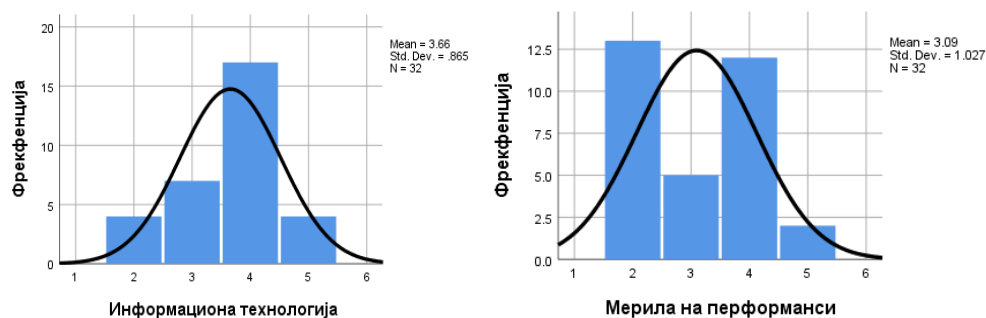 20
15
10
5
0
1 2 3 4 5 6
Фрекфенција
Информациона технологија
Mean = 3.66
Std. Dev. = .865
N = 32
12.5
10.0
7.5
5.0
2.5
0.0
1 2 3 4 5 6
Фрекфенција
Мерила на перформанси
Mean = 3.09
Std. Dev. = 1.027
N = 32